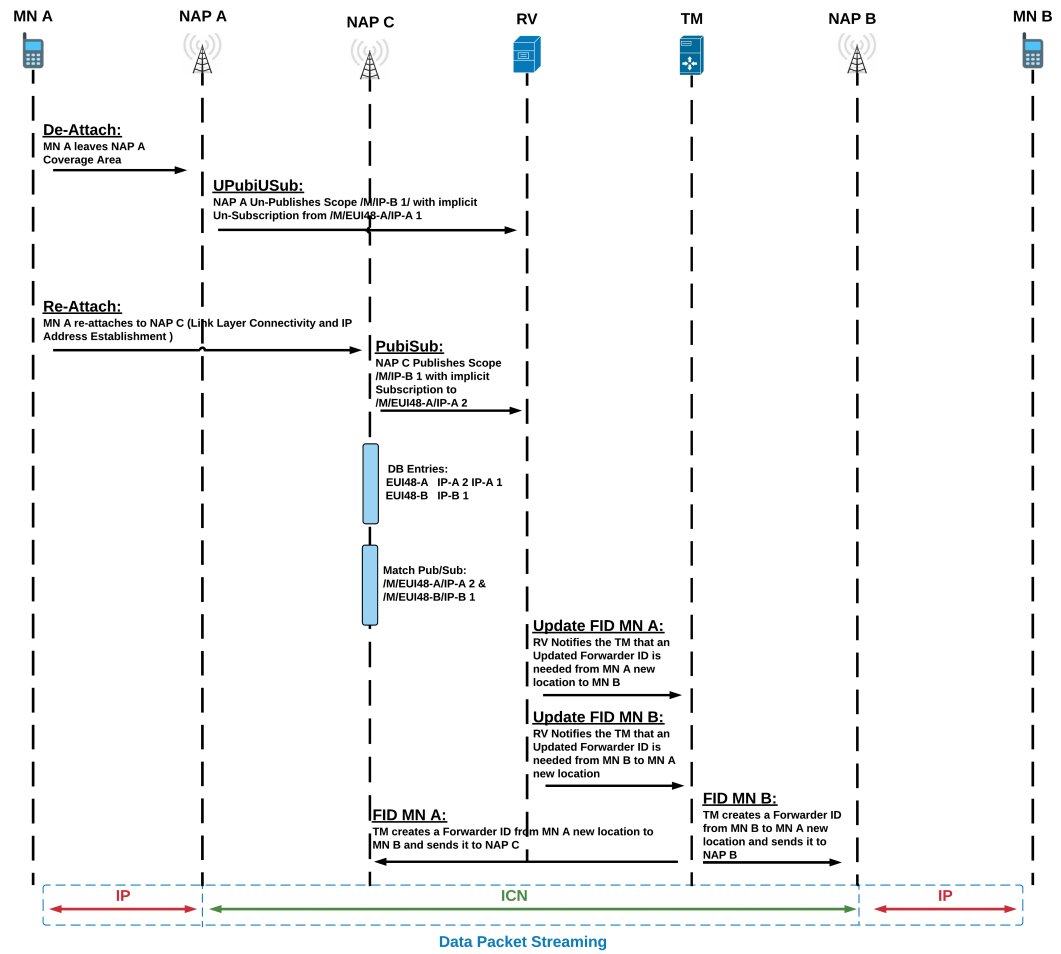 MN A
NAP A
NAP C
RV
TM
NAP B
MN B
De-Attach:
MN A leaves NAP A
Coverage Area
UPubiUSub:
NAP A Un-Publishes Scope /M/IP-B 1/ with implicit
Un-Subscription from /M/EUI48-A/IP-A 1
Re-Attach:
MN A re-attaches to NAP C (Link Layer Connectivity and IP
Address Establishment )
PubiSub:
NAP C Publishes Scope
/M/IP-B 1 with implicit
Subscription to
/M/EUI48-A/IP-A 2
DB Entries:
EUI48-A IP-A 2 IP-A 1
EUI48-B IP-B 1
Match Pub/Sub:
/M/EUI48-A/IP-A 2 &
/M/EUI48-B/IP-B 1
Update FID MN A:
RV Notifies the TM that an
Updated Forwarder ID is
needed from MN A new
location to MN B
Update FID MN B:
RV Notifies the TM that an
Updated Forwarder ID is
needed from MN B to MN A
new location
FID MN A:
TM creates a Forwarder ID from MN A new location to
MN B and sends it to NAP C
FID MN B:
TM creates a Forwarder ID
from MN B to MN A new
location and sends it to
NAP B
IP
ICN
IP
Data Packet Streaming